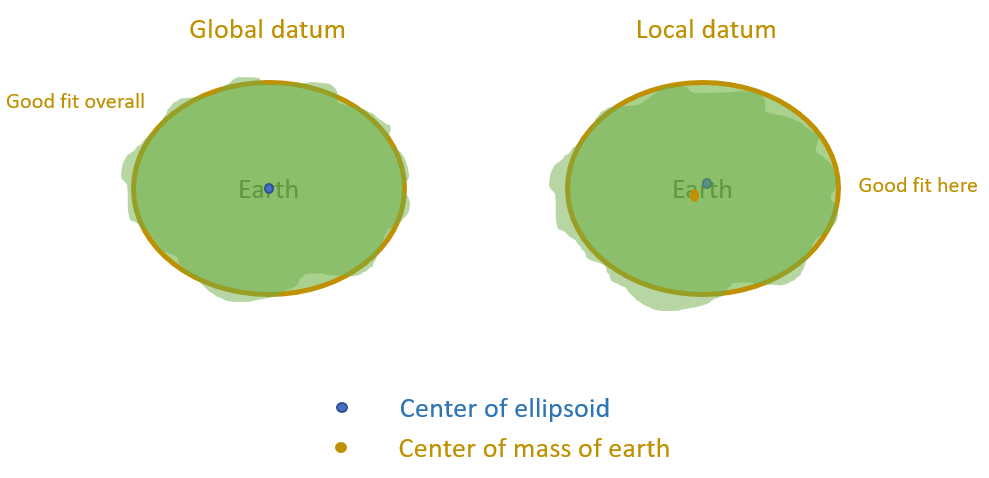 Global datum
Local datum
Good fit overall
Earth
Earth
Good fit here
Center of ellipsoid
Center of mass of earth